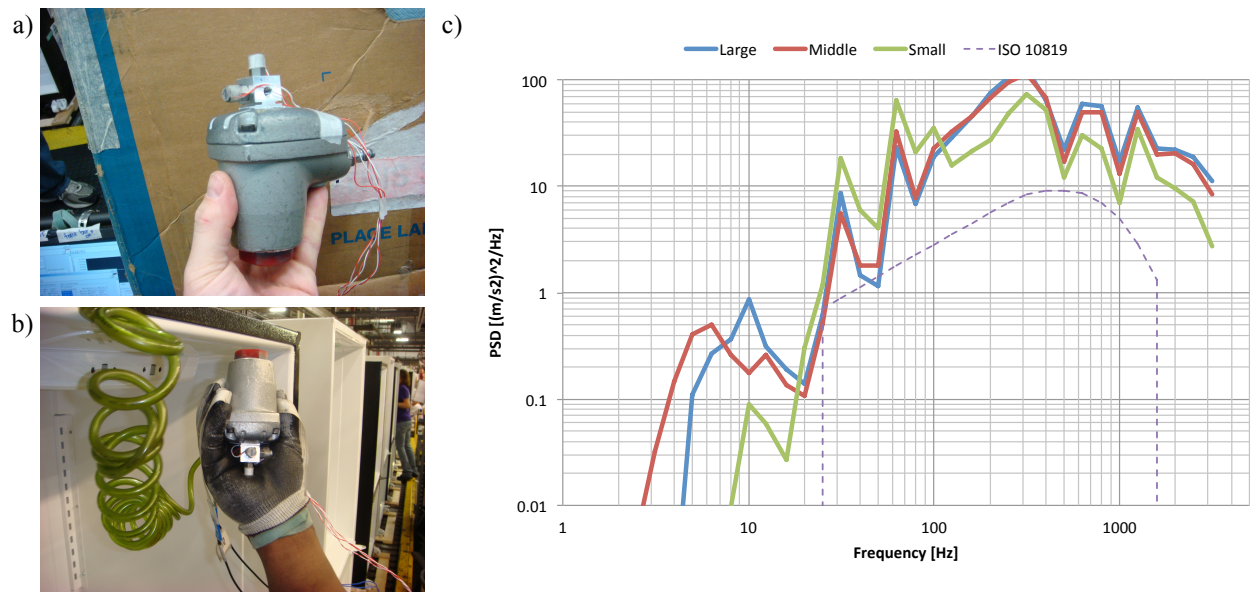 a)
PLACE LA
b)
c)
Large Middle Small ISO 10819
100
10
1
0.1
0.01
PSD [(m/s2)^2/Hz]
1 10 100 1000
Frequency [Hz]